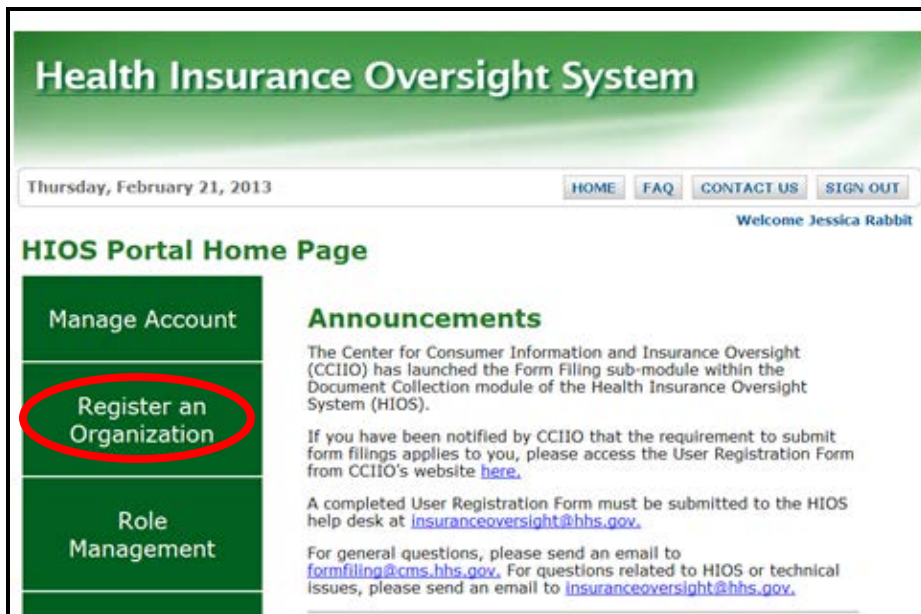 Health Insurance Oversight System
Thursday, February 21, 2013
HOME FAQ CONTACT US SIGN OUT
Welcome Jessica Rabbit
HIOS Portal Home Page
Manage Account
Register an
Organization
Role
Management
Announcements
The Center for Consumer Information and Insurance Oversight
(CCIIO) has launched the Form Filing sub-module within the
Document Collection module of the Health Insurance Oversight
System (HIOS).
If you have been notified by CCIIO that the requirement to submit
form filings applies to you, please access the User Registration Form
from CCIIO's website here.
A completed User Registration Form must be submitted to the HIOS
help desk at insuranceoversight@hhs.gov.
For general questions, please send an email to
formfiling@cms.hhs.gov. For questions related to HIOS or technical
issues, please send an email to insuranceoversight@hhs.gov.